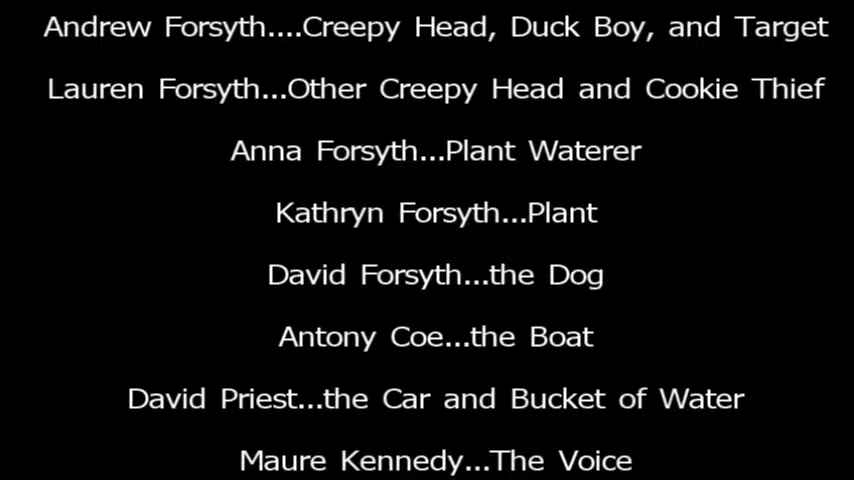 Andrew Forsyth....Creepy Head, Duck Boy, and Target
Lauren Forsyth...Other Creepy Head and Cookie Thief
Anna Forsyth...Plant Waterer
Kathryn Forsyth...Plant
David Forsyth...the Dog
Antony Coe...the Boat
David Priest...the Car and Bucket of Water
Maure Kennedy...The Voice